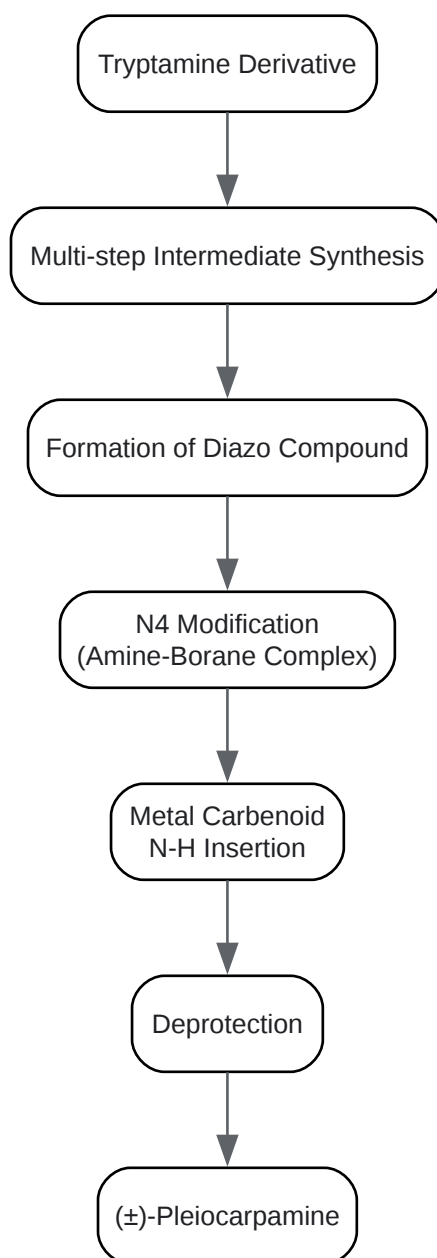 Tryptamine Derivative
Multi-step Intermediate Synthesis
Formation of Diazo Compound
N4 Modification
(Amine-Borane Complex)
Metal Carbenoid
N-H Insertion
Deprotection
(±)-Pleiocarpamine